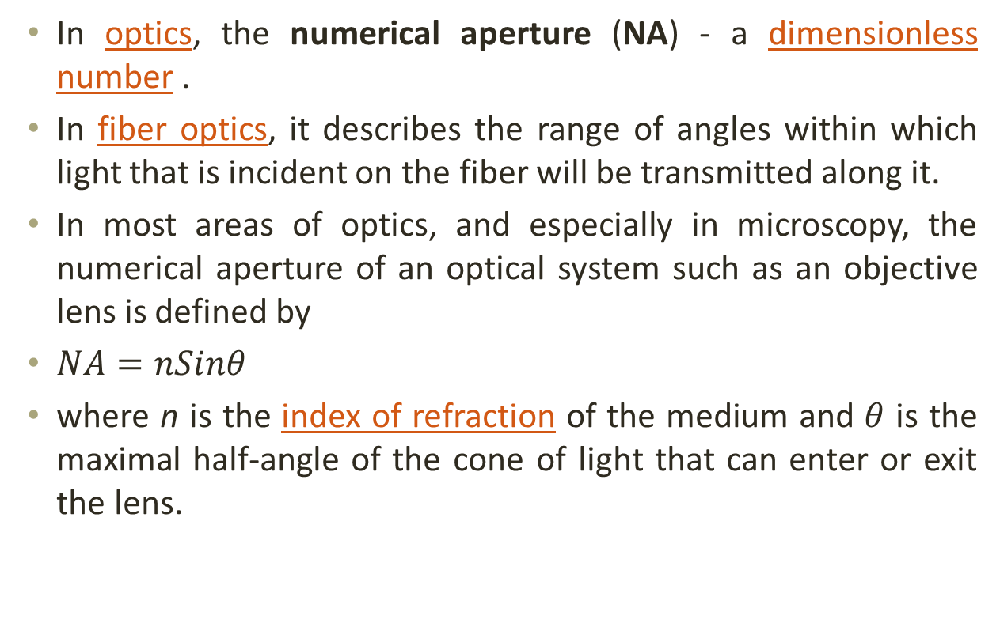 • In optics, the numerical aperture (NA) - a dimensionless
number .
• In fiber optics, it describes the range of angles within which
light that is incident on the fiber will be transmitted along it.
• In most areas of optics, and especially in microscopy, the
numerical aperture of an optical system such as an objective
lens is defined by
• 𝑁𝐴 = 𝑛𝑆𝑖𝑛𝜃
• where n is the index of refraction of the medium and 𝜃 is the
maximal half-angle of the cone of light that can enter or exit
the lens.